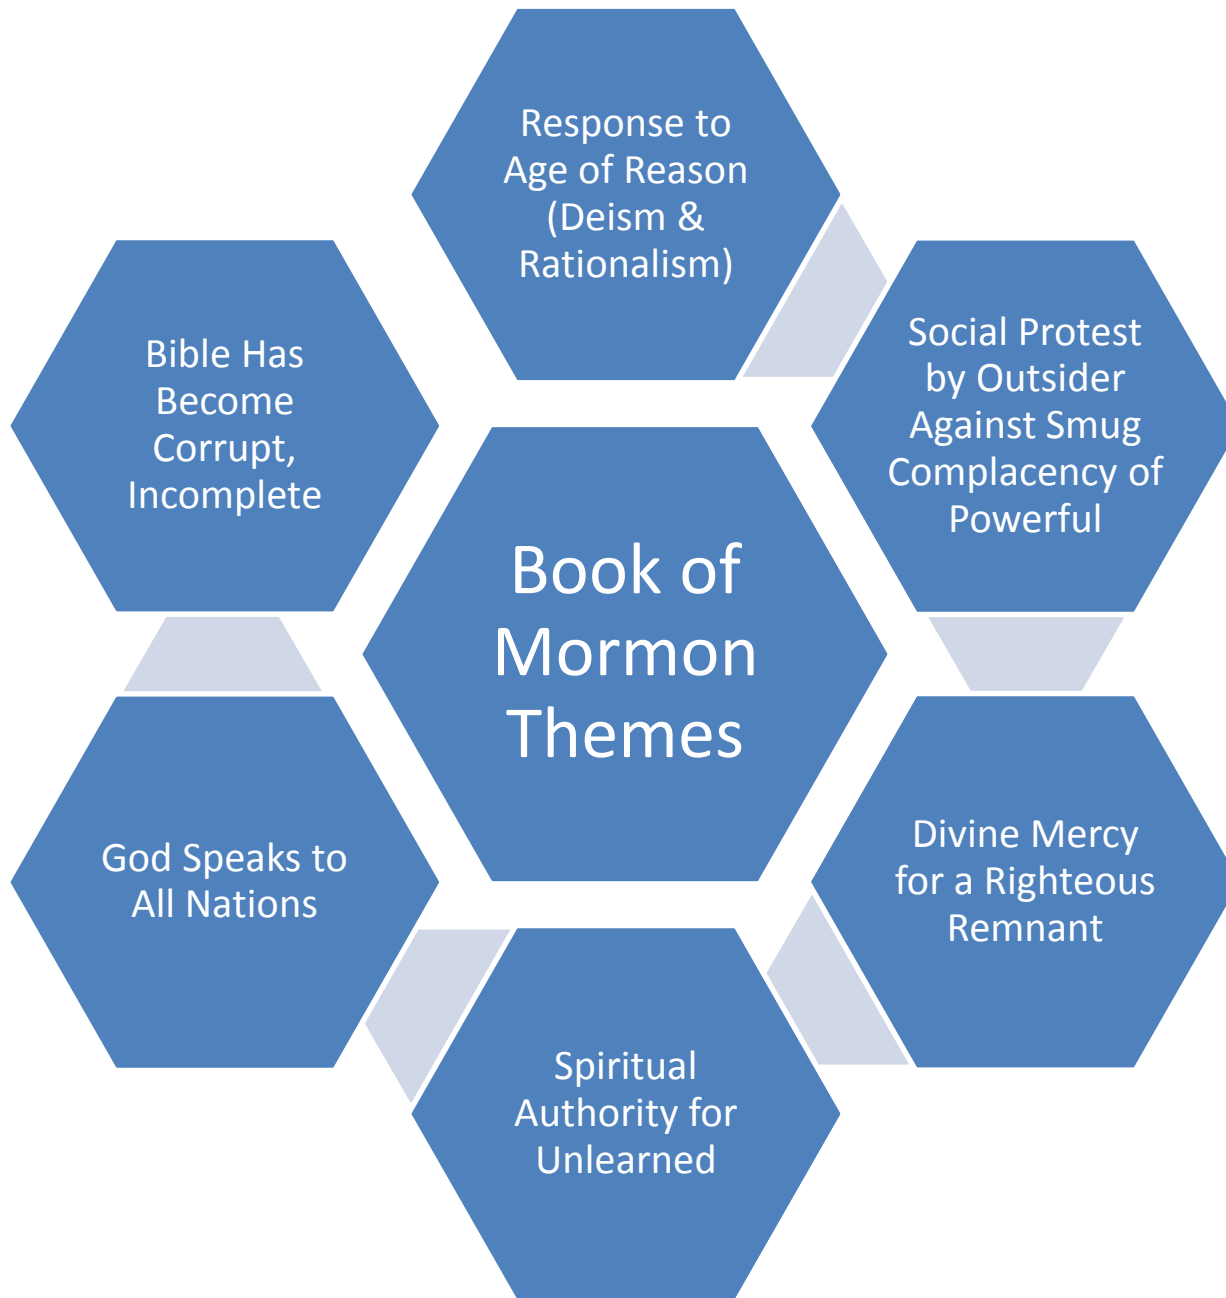 Response to
Age of Reason
(Deism &
Rationalism)
Social Protest
by Outsider
Against Smug
Complacency of
Powerful
Divine Mercy
for a Righteous
Remnant
Spiritual
Authority for
Unlearned
God Speaks to
All Nations
Bible Has
Become
Corrupt,
Incomplete
Book of
Mormon
Themes